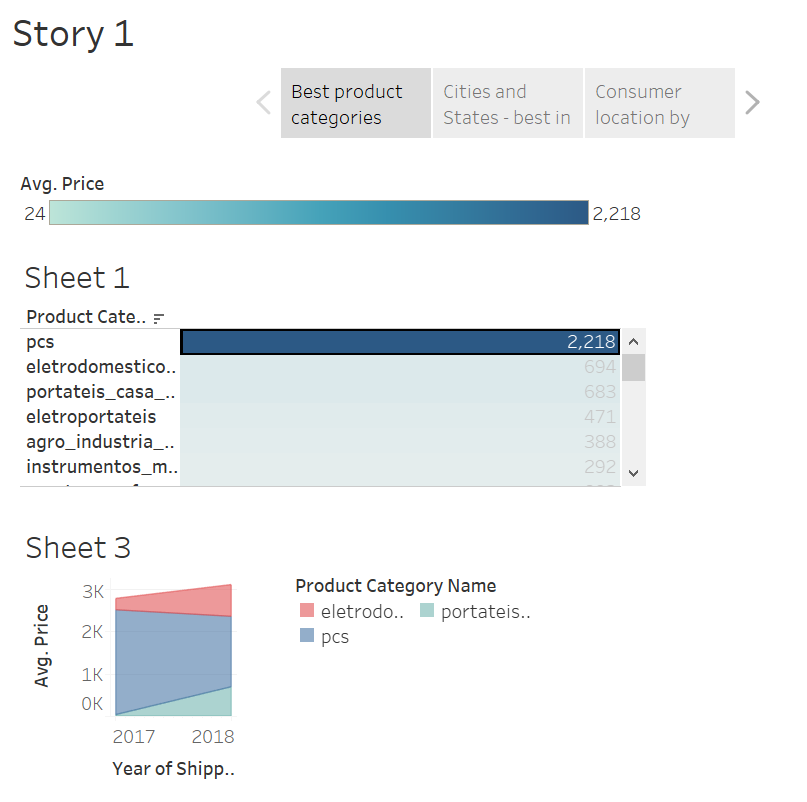 Story 1
Best product
categories
Cities and
States - best in
Consumer
location by
Avg. Price
24
2,218
Sheet 1
Product Cate..
pcs
2,218
eletrodomestico..
694
portateis_casa_..
683
eletroportateis
471
agro_industria_..
388
instrumentos_m..
292
Sheet 3
3K
2K
1K
0K
Avg. Price
2017
2018
Year of Shipp..
Product Category Name
eletrodo..
portateis..
pcs